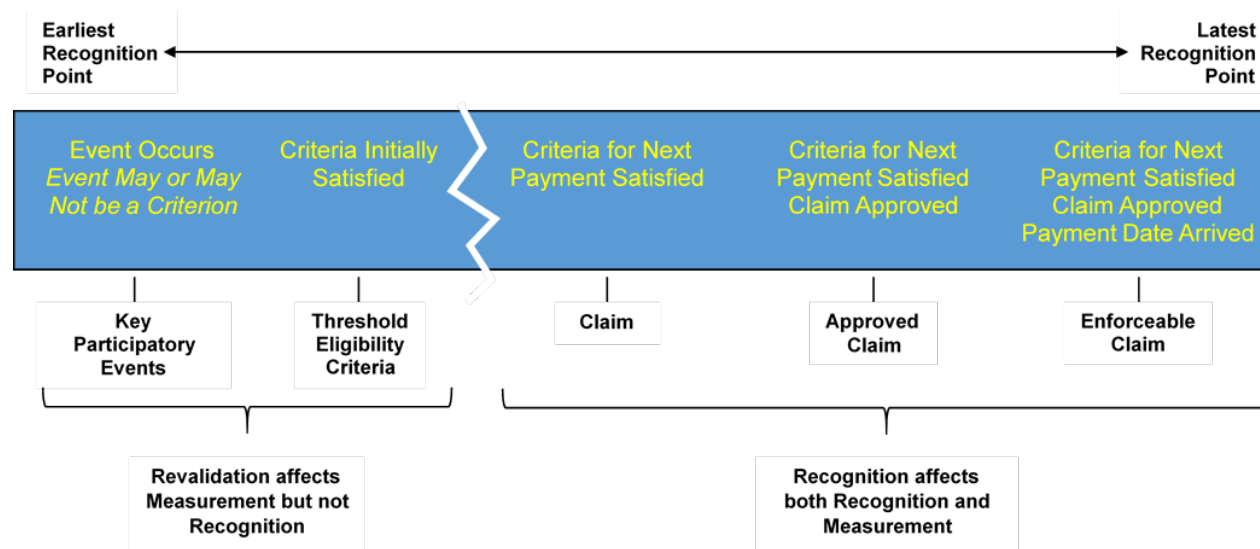 Earliest
Recognition
Point
Latest
Recognition
Point
Event Occurs
Event May or May
Not be a Criterion
Criteria Initially
Satisfied
Criteria for Next
Payment Satisfied
Criteria for Next
Payment Satisfied
Claim Approved
Criteria for Next
Payment Satisfied
Claim Approved
Payment Date Arrived
Key
Participatory
Events
Threshold
Eligibility
Criteria
Claim
Approved
Claim
Enforceable
Claim
Revalidation affects
Measurement but not
Recognition
Recognition affects
both Recognition and
Measurement